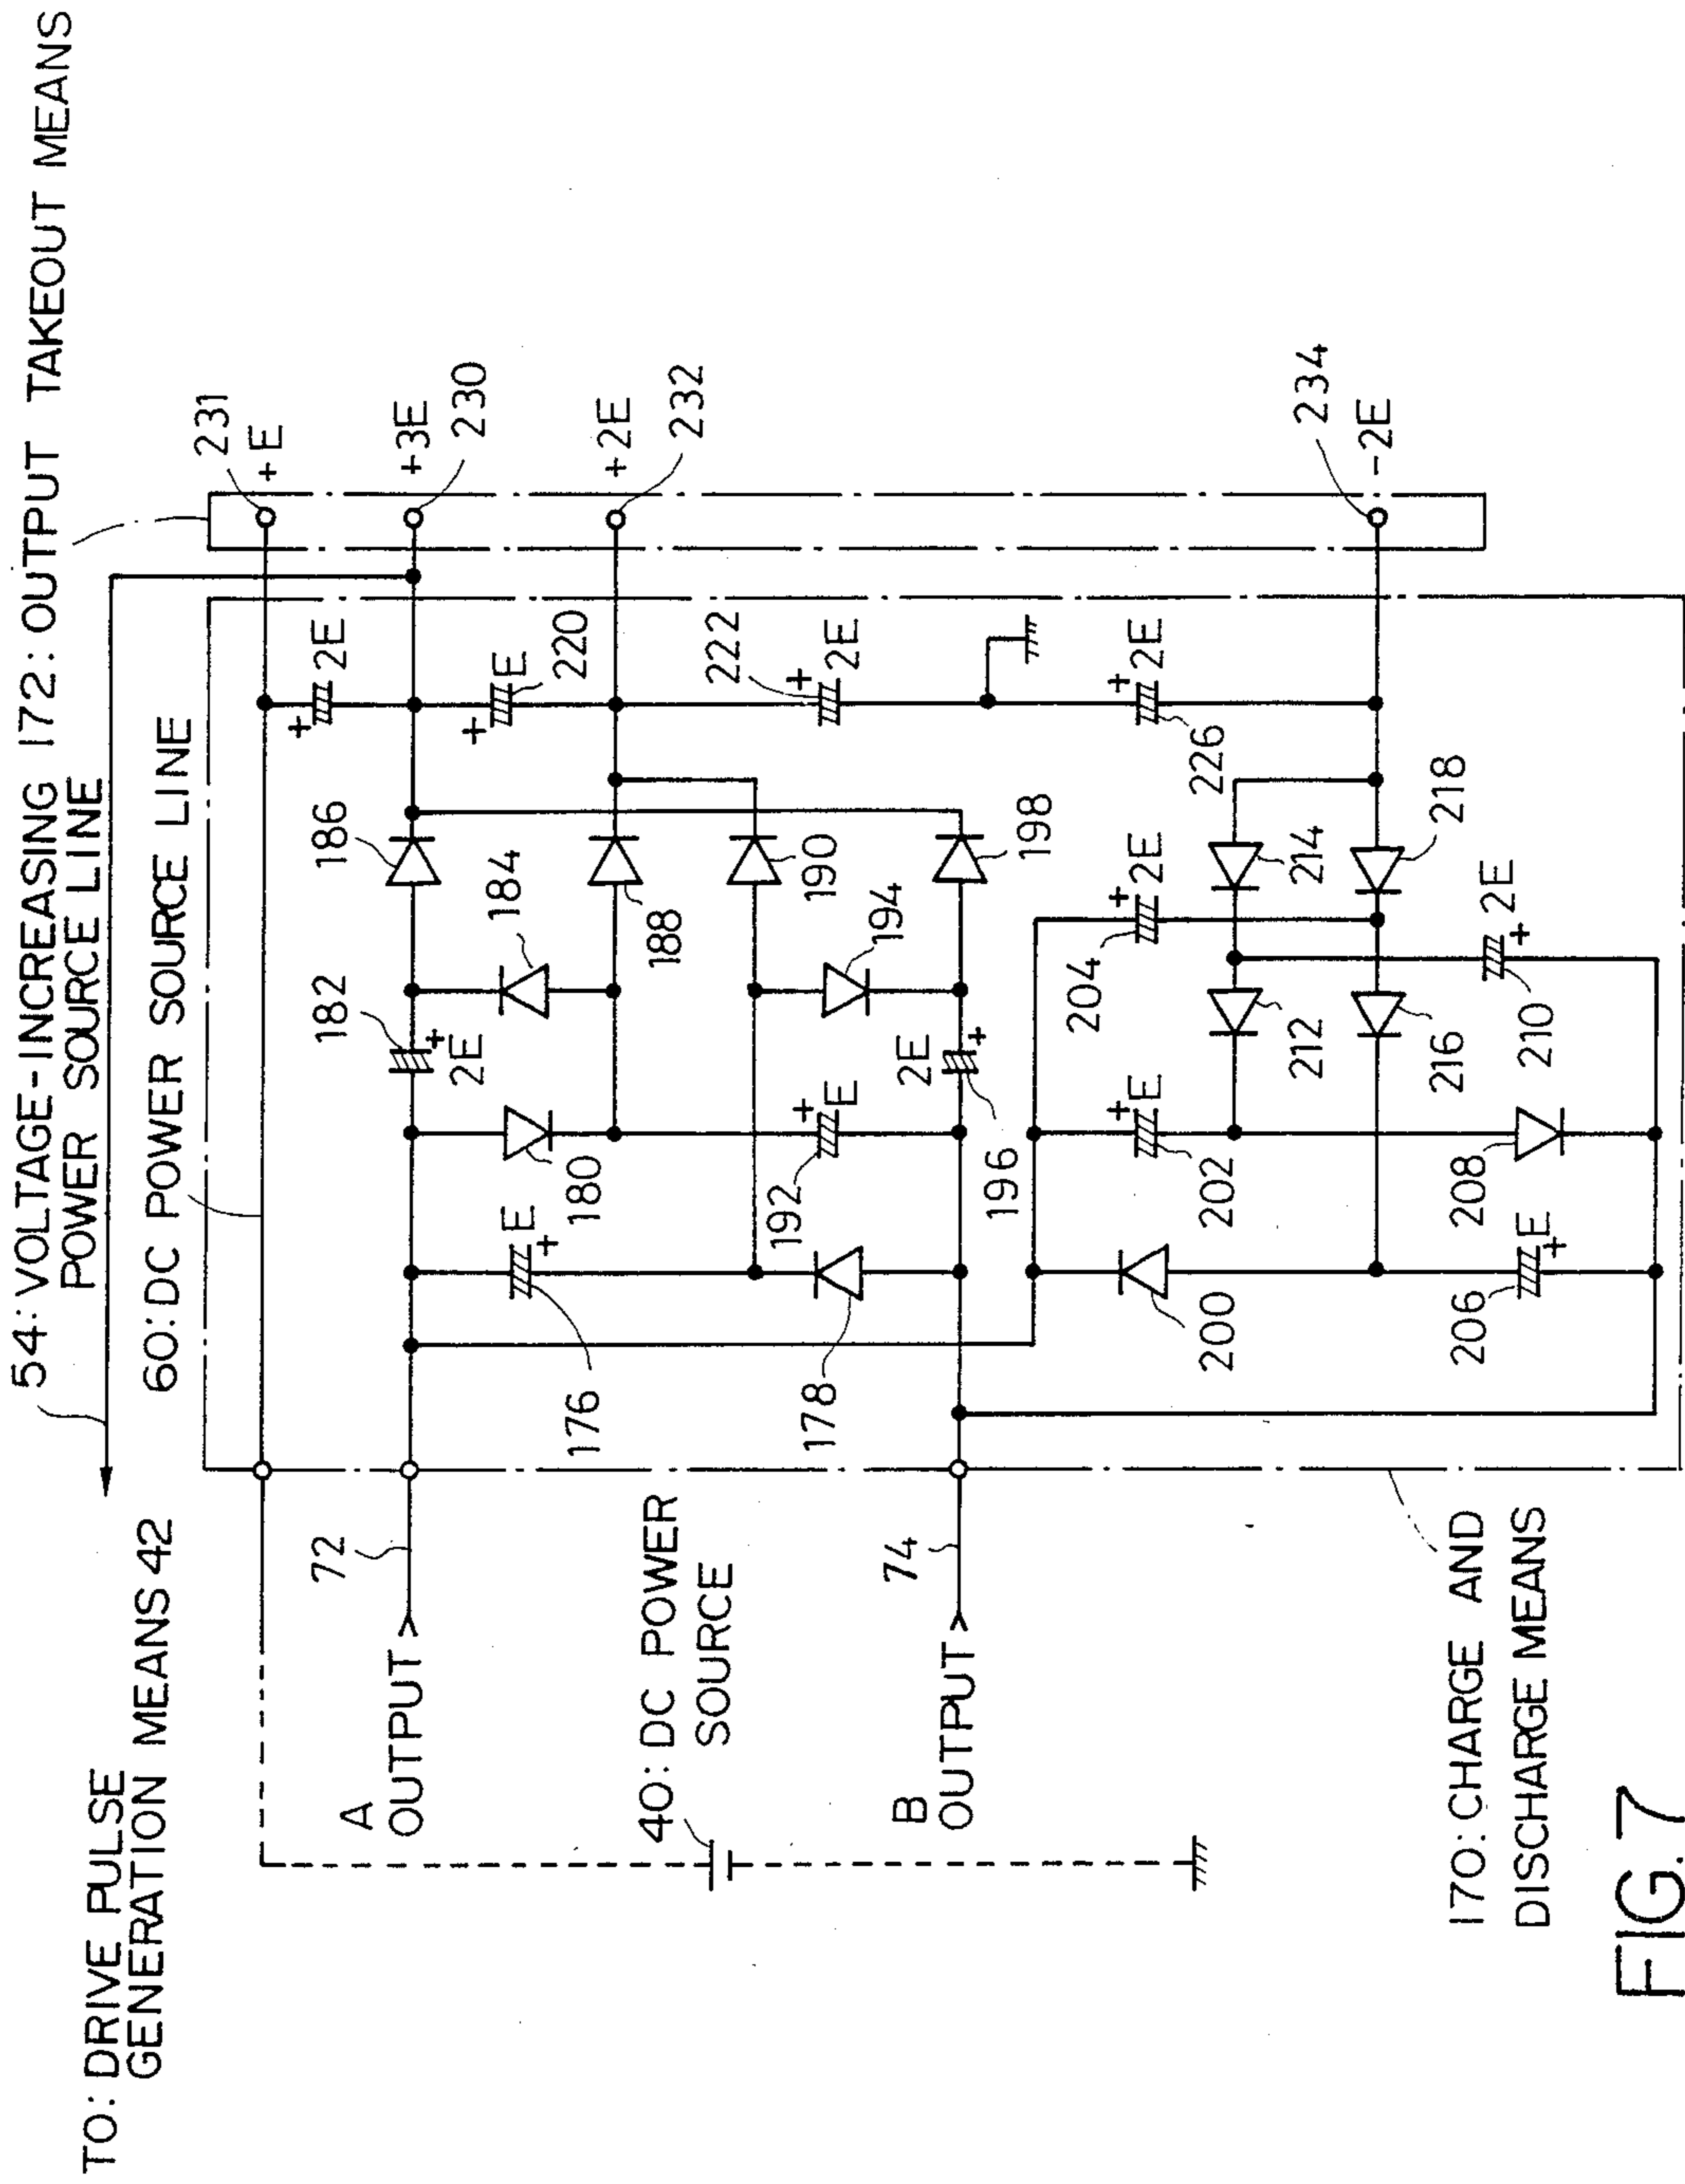 54: VOLTAGE-INCREASING
POWER SOURCE LINE
172: OUTPUT TAKEOUT MEANS
TO: DRIVE PULSE
GENERATION MEANS 42
60: DC POWER SOURCE LINE
231
+E
+ 2E
72
A
OUTPUT
182
+
2E
186
+3E
230
184
+
E
220
176
E
+
180
188
+2E
232
40: DC POWER
SOURCE
178
192
+
E
190
222
+
2E
194
74
B
OUTPUT
2E
+
196
198
204
+
2E
+
2E
226
202
+
E
200
214
212
218
234
-2E
216
206
E
+
208
210
2E
+
170: CHARGE AND
DISCHARGE MEANS
FIG. 7